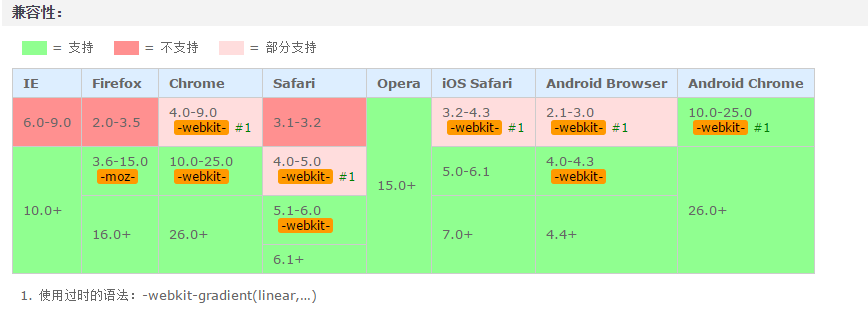 兼容性：
= 支持 = 不支持 = 部分支持
IE Firefox Chrome Safari Opera iOS Safari Android Browser Android Chrome
6.0-9.0 2.0-3.5 4.0-9.0 -webkit- #1 3.1-3.2 15.0+ 3.2-4.3 -webkit- #1 2.1-3.0 -webkit- #1 10.0-25.0 -webkit- #1
10.0+ 3.6-15.0 -moz- 10.0-25.0 -webkit- 4.0-5.0 -webkit- #1 5.0-6.1 4.0-4.3 -webkit- 26.0+
16.0+ 26.0+ 5.1-6.0 -webkit- 7.0+ 4.4+
6.1+
1. 使用过时的语法：-webkit-gradient(linear,…)